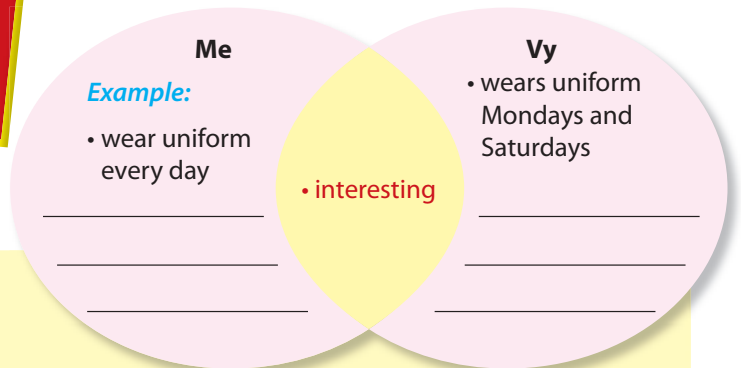 Me
Example:
• wear uniform
every day
• interesting
Vy
• wears uniform
Mondays and
Saturdays